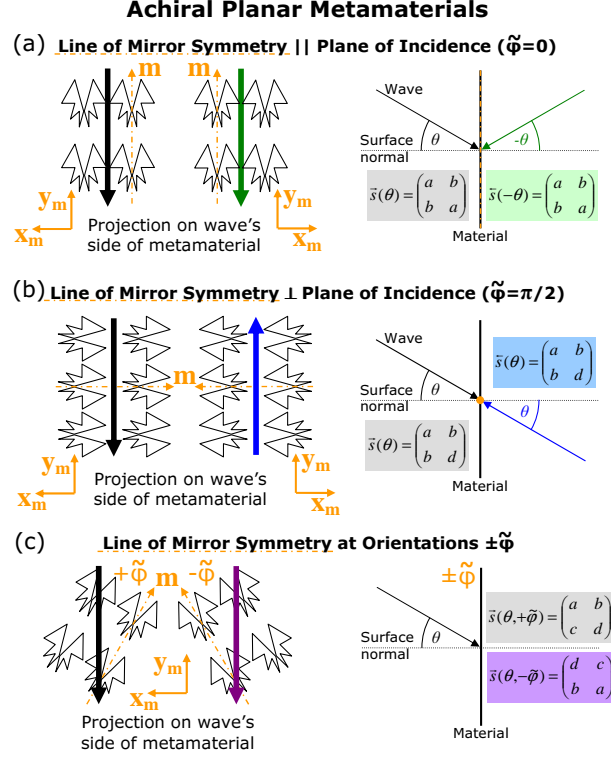 Achiral Planar Metamaterials
(a) Line of Mirror Symmetry || Plane of Incidence (φ̃=0)
m m
y_m y_m
x_m x_m
Projection on wave's
side of metamaterial
Wave
Surface
normal
θ -θ
s⃗(θ) = (a b
b a)
s⃗(-θ) = (a b
b a)
Material
(b) Line of Mirror Symmetry ⊥ Plane of Incidence (φ̃=π/2)
m
y_m y_m
x_m x_m
Projection on wave's
side of metamaterial
Wave
Surface
normal
θ θ
s⃗(θ) = (a b
b d)
s⃗(θ) = (a b
b d)
Material
(c) Line of Mirror Symmetry at Orientations ±φ̃
+φ̃ m -φ̃
y_m
x_m
Projection on wave's
side of metamaterial
±φ̃
Surface
normal
θ
s⃗(θ,+φ̃) = (a b
c d)
s⃗(θ,-φ̃) = (d c
b a)
Material